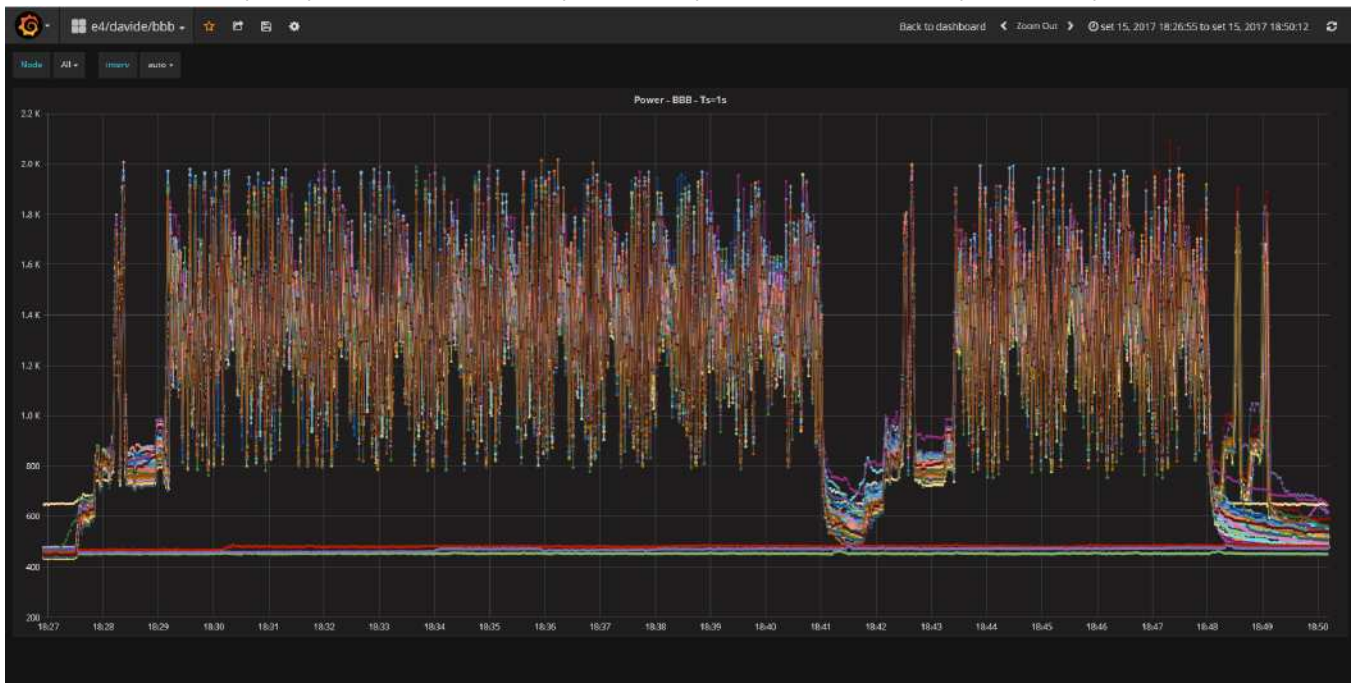 e4/davide/bbb
Back to dashboard Zoom Out set 15, 2017 18:26:55 to set 15, 2017 18:50:12
Node All interv auto
Power - BBB - Ts=1s
2.2 K
2.0 K
1.8 K
1.6 K
1.4 K
1.2 K
1.0 K
800
600
400
200
18:27 18:28 18:29 18:30 18:31 18:32 18:33 18:34 18:35 18:36 18:37 18:38 18:39 18:40 18:41 18:42 18:43 18:44 18:45 18:46 18:47 18:48 18:49 18:50